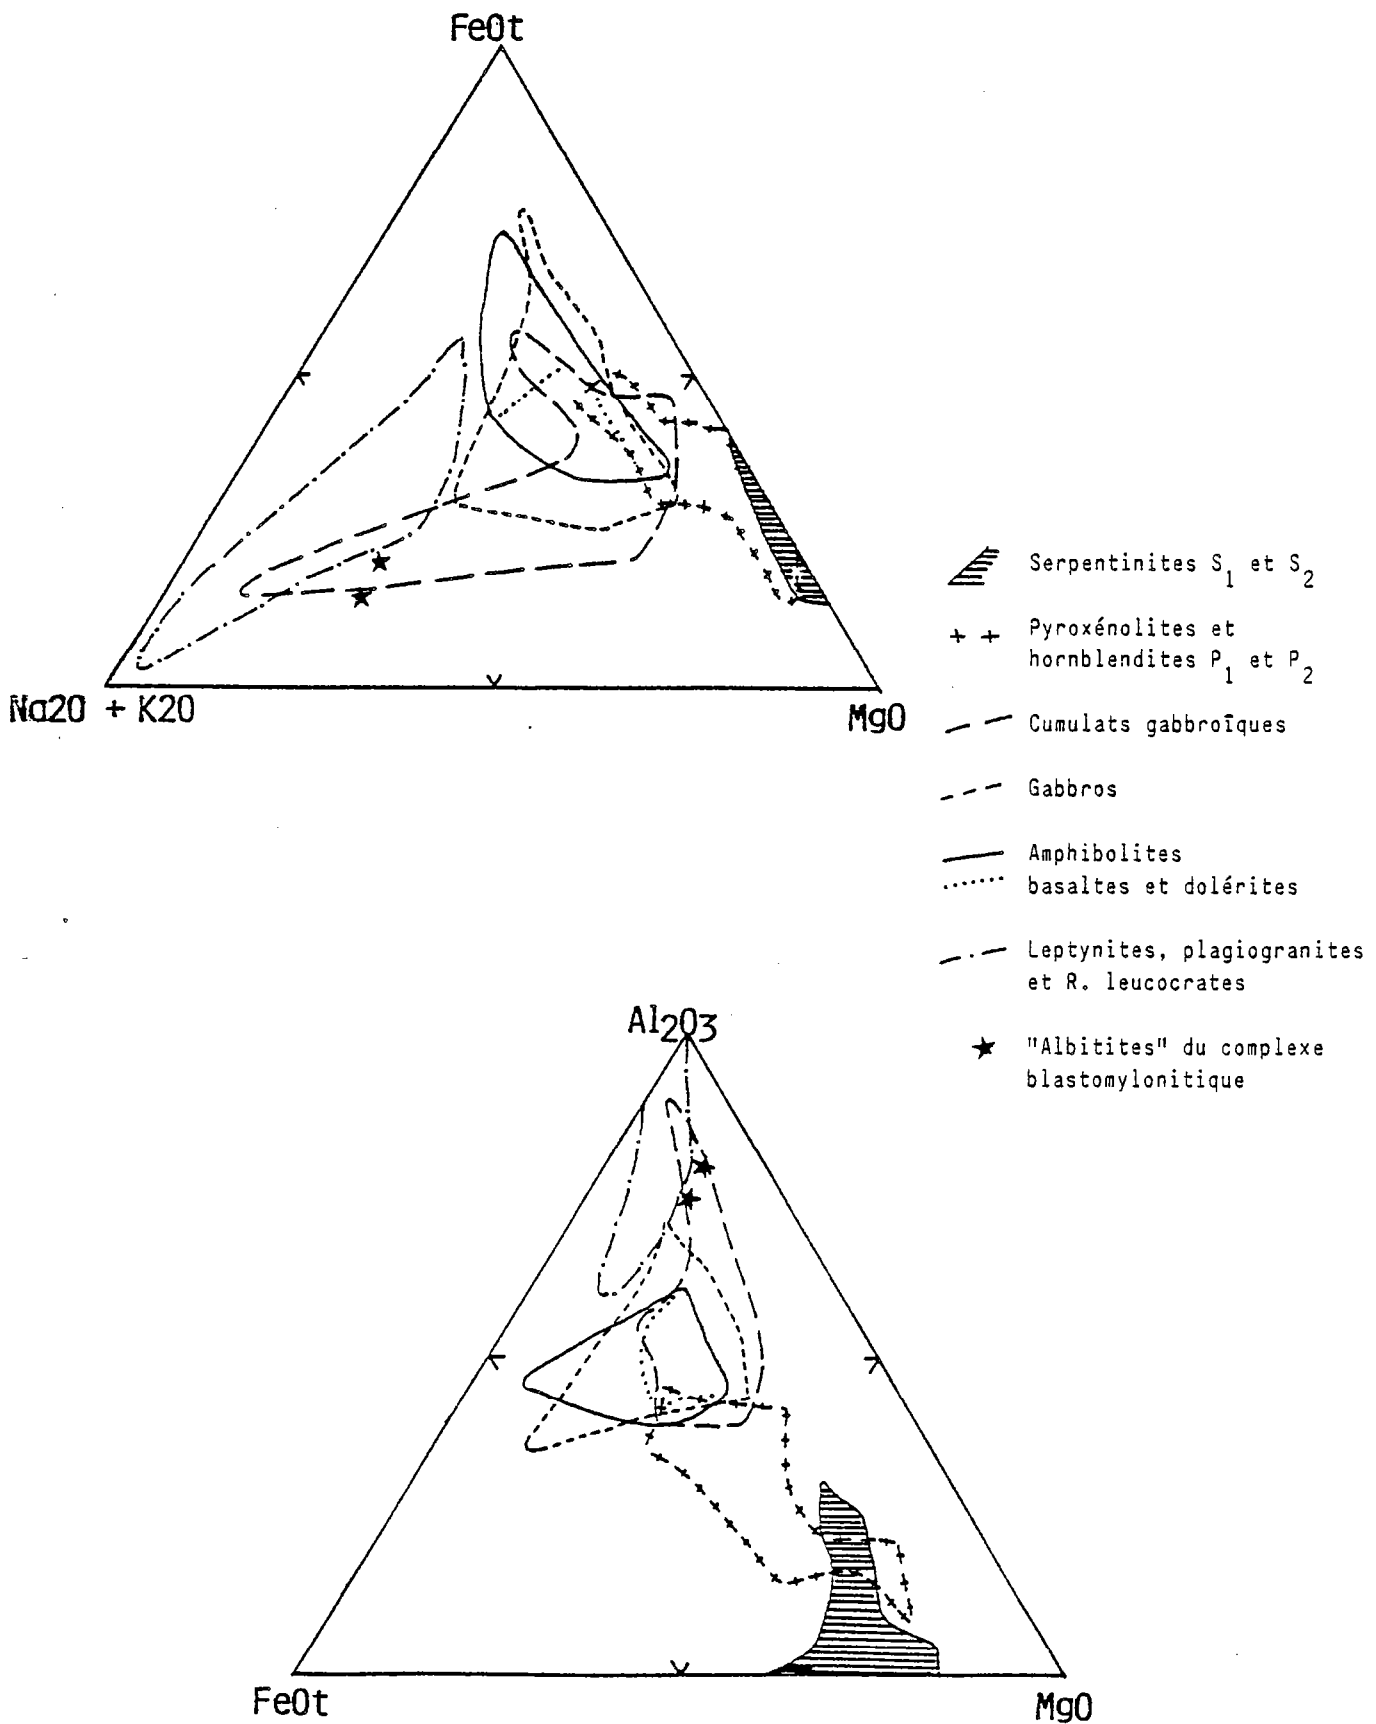 FeOt
Na2O + K2O
MgO
Serpentinites S1 et S2
Pyroxénolites et
hornblendites P1 et P2
Cumulats gabbroïques
Gabbros
Amphibolites
basaltes et dolérites
Leptynites, plagiogranites
et R. leucocrates
"Albitites" du complexe
blastomylonitique
Al2O3
FeOt
MgO